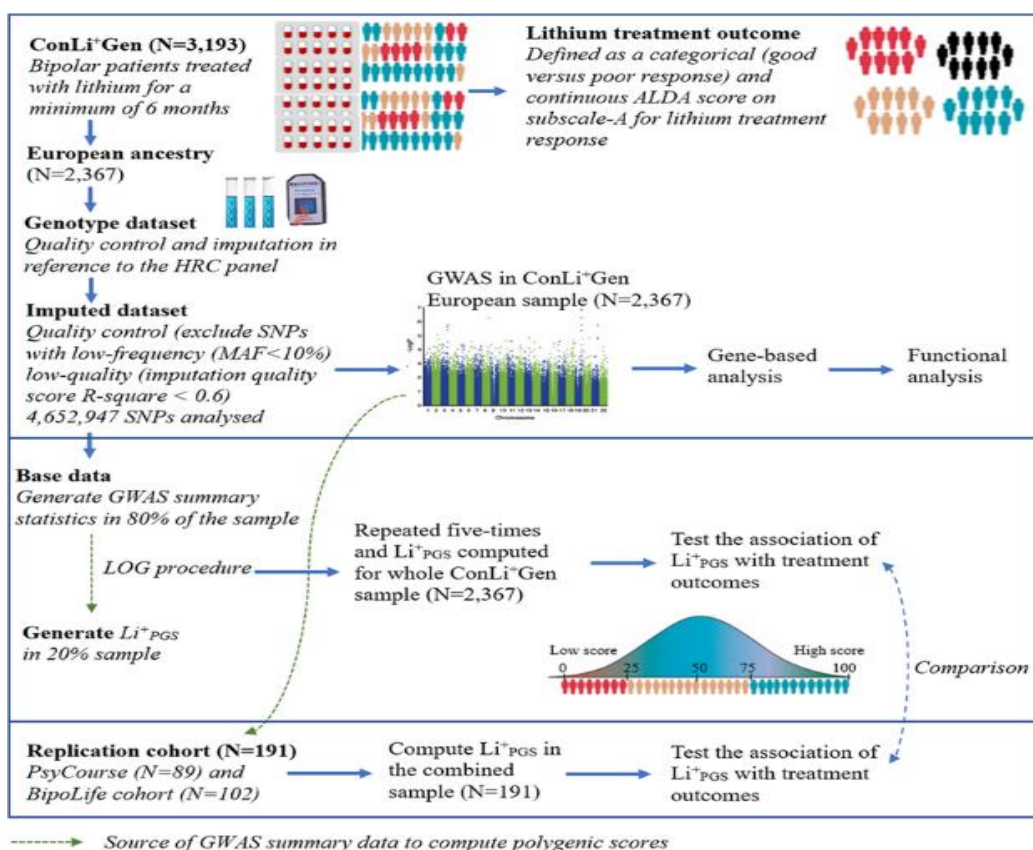 ConLi⁺Gen (N=3,193)
Bipolar patients treated
with lithium for a
minimum of 6 months
Lithium treatment outcome
Defined as a categorical (good
versus poor response) and
continuous ALDA score on
subscale-A for lithium treatment
response
European ancestry
(N=2,367)
Genotype dataset
Quality control and imputation in
reference to the HRC panel
Imputed dataset
Quality control (exclude SNPs
with low-frequency (MAF<10%)
low-quality (imputation quality
score R-square < 0.6)
4,652,947 SNPs analysed
GWAS in ConLi⁺Gen
European sample (N=2,367)
Chromosome
Gene-based
analysis
Functional
analysis
Base data
Generate GWAS summary
statistics in 80% of the sample
LOG procedure
Generate Li⁺PGS
in 20% sample
Repeated five-times
and Li⁺PGS computed
for whole ConLi⁺Gen
sample (N=2,367)
Test the association of
Li⁺PGS with treatment
outcomes
Low score
High score
0 25 50 75 100
Comparison
Replication cohort (N=191)
PsyCourse (N=89) and
BipoLife cohort (N=102)
Compute Li⁺PGS in
the combined
sample (N=191)
Test the association of
Li⁺PGS with treatment
outcomes
Source of GWAS summary data to compute polygenic scores